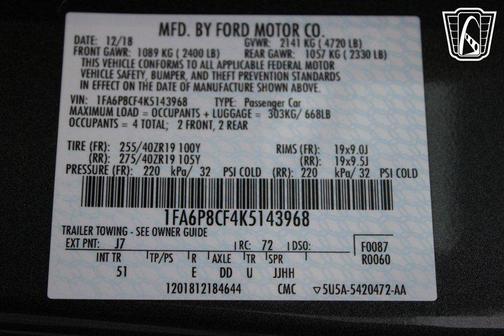 MFD. BY FORD MOTOR CO.
DATE: 12/18 GVWR: 2141 KG (4720 LB)
FRONT GAWR: 1089 KG (2400 LB) REAR GAWR: 1057 KG (2330 LB)
THIS VEHICLE CONFORMS TO ALL APPLICABLE FEDERAL MOTOR
VEHICLE SAFETY, BUMPER, AND THEFT PREVENTION STANDARDS
IN EFFECT ON THE DATE OF MANUFACTURE SHOWN ABOVE.
VIN: 1FA6P8CF4K5143968 TYPE: Passenger Car
MAXIMUM LOAD = OCCUPANTS + LUGGAGE = 303KG/ 668LB
OCCUPANTS = 4 TOTAL; 2 FRONT, 2 REAR
TIRE (FR): 255/40ZR19 100Y RIMS (FR): 19x9.0J
(RR): 275/40ZR19 105Y (RR): 19x9.5J
PRESSURE (FR): 220 kPa/ 32 PSI COLD (RR): 220 kPa/ 32 PSI COLD
1FA6P8CF4K5143968
TRAILER TOWING - SEE OWNER GUIDE
EXT PNT: J7 RC: 72 DSO: F0087
INT TR TP/PS R AXLE TR SPR R0060
51 E DD U JJHH
1201812184644 CMC ▽5U5A-5420472-AA